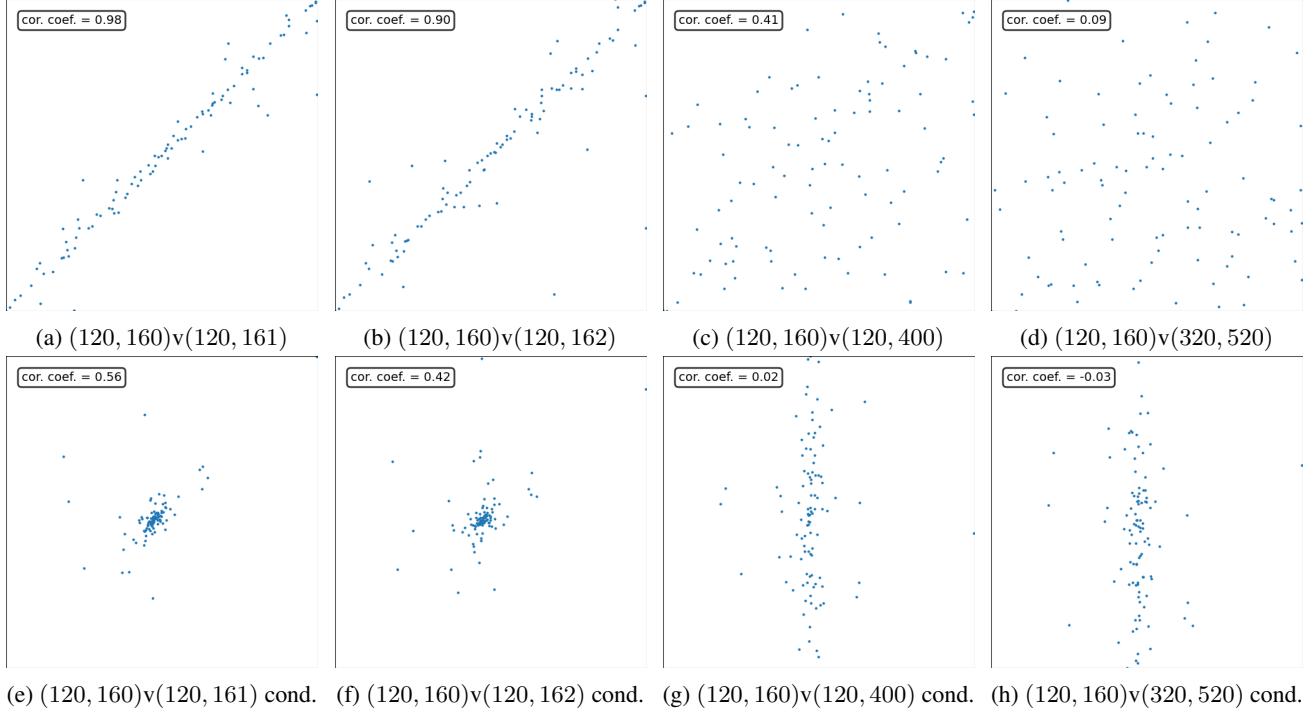 cor. coef. = 0.98
cor. coef. = 0.90
cor. coef. = 0.41
cor. coef. = 0.09
(a) (120, 160)v(120, 161)
(b) (120, 160)v(120, 162)
(c) (120, 160)v(120, 400)
(d) (120, 160)v(320, 520)
cor. coef. = 0.56
cor. coef. = 0.42
cor. coef. = 0.02
cor. coef. = -0.03
(e) (120, 160)v(120, 161) cond.
(f) (120, 160)v(120, 162) cond.
(g) (120, 160)v(120, 400) cond.
(h) (120, 160)v(320, 520) cond.